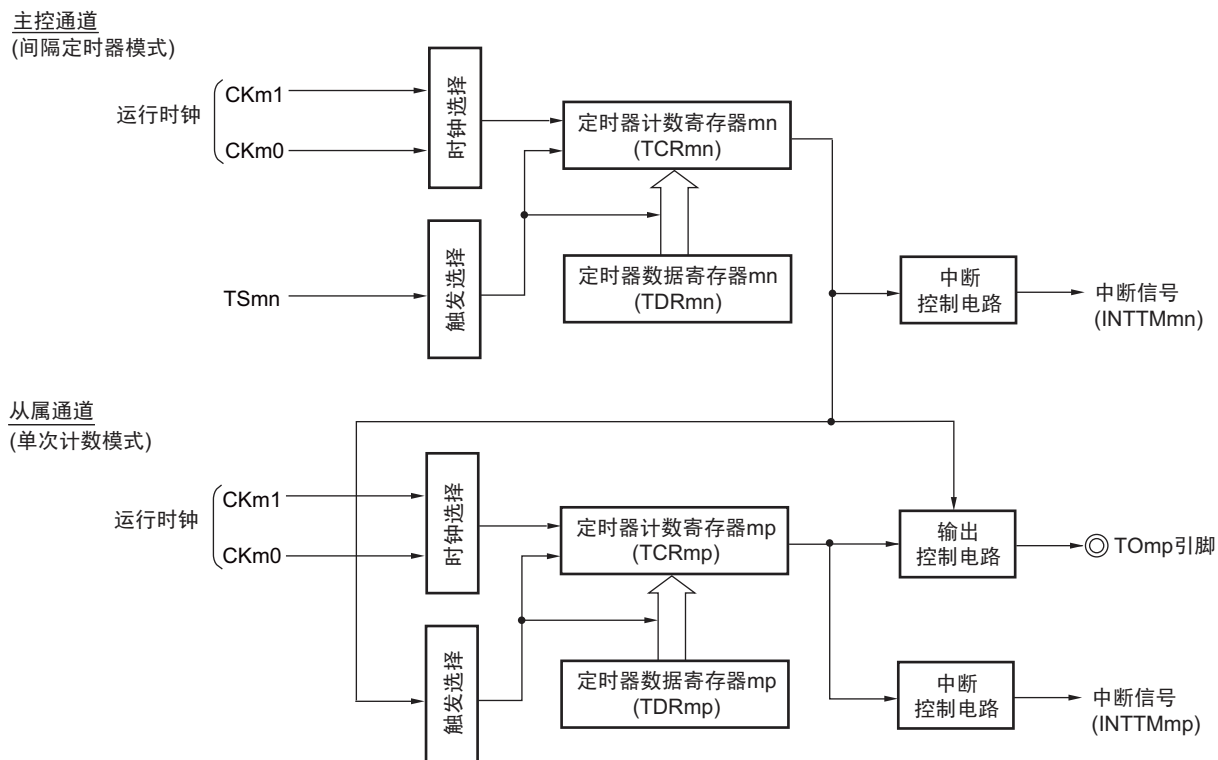 主控通道
(间隔定时器模式)
运行时钟
CKm1
CKm0
时钟选择
定时器计数寄存器mn
(TCRmn)
TSmn
触发选择
定时器数据寄存器mn
(TDRmn)
中断
控制电路
中断信号
(INTTMmn)
从属通道
(单次计数模式)
运行时钟
CKm1
CKm0
时钟选择
定时器计数寄存器mp
(TCRmp)
输出
控制电路
TOmp引脚
触发选择
定时器数据寄存器mp
(TDRmp)
中断
控制电路
中断信号
(INTTMmp)